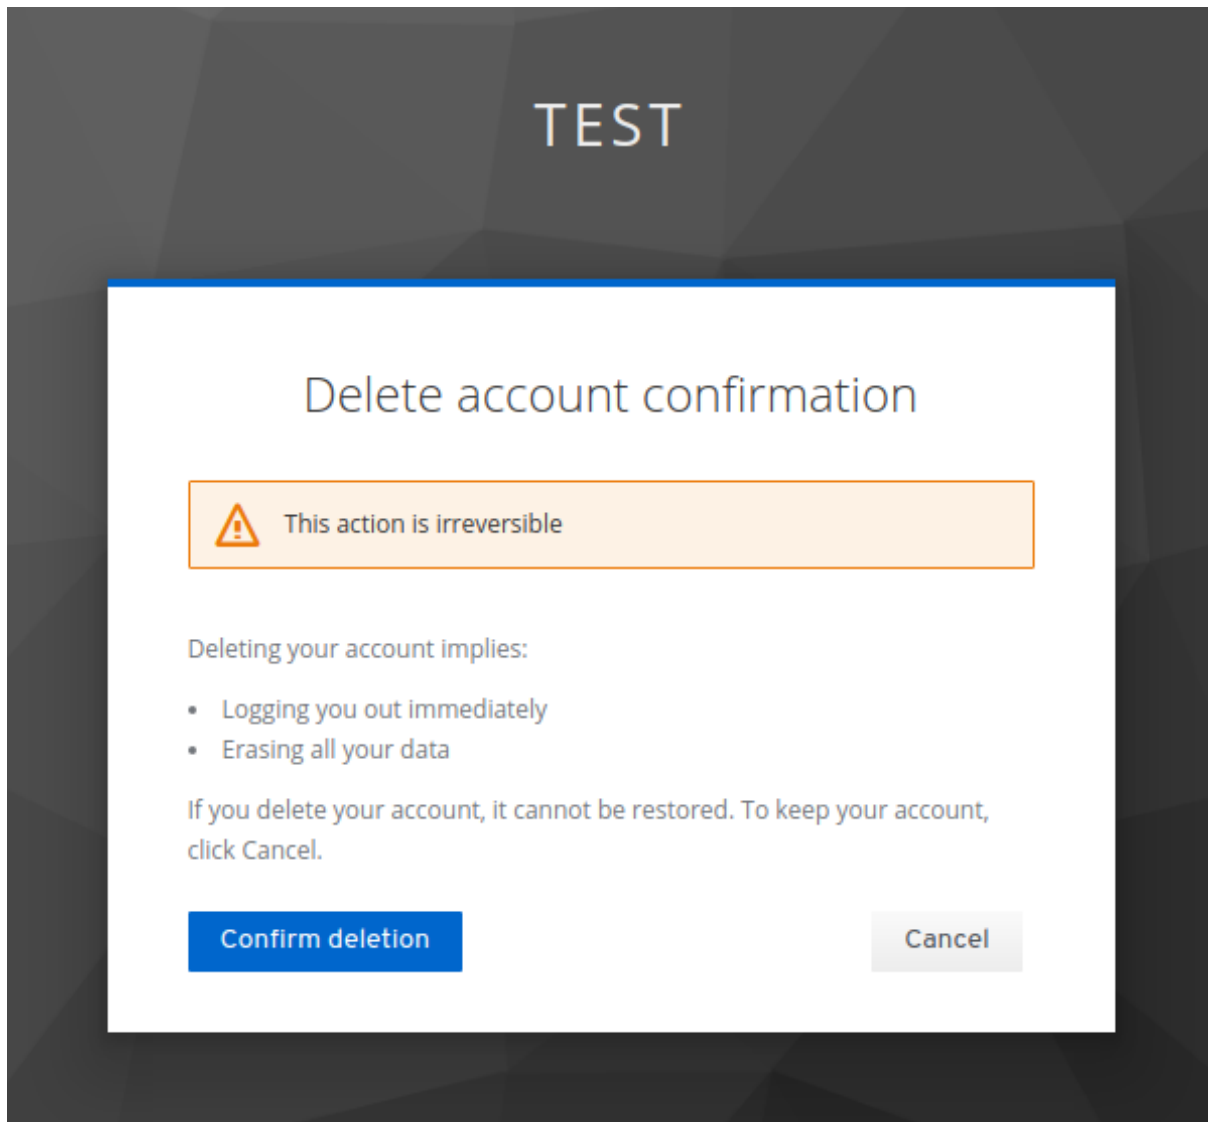 TEST
Delete account confirmation
This action is irreversible
Deleting your account implies:
• Logging you out immediately
• Erasing all your data
If you delete your account, it cannot be restored. To keep your account,
click Cancel.
Confirm deletion
Cancel